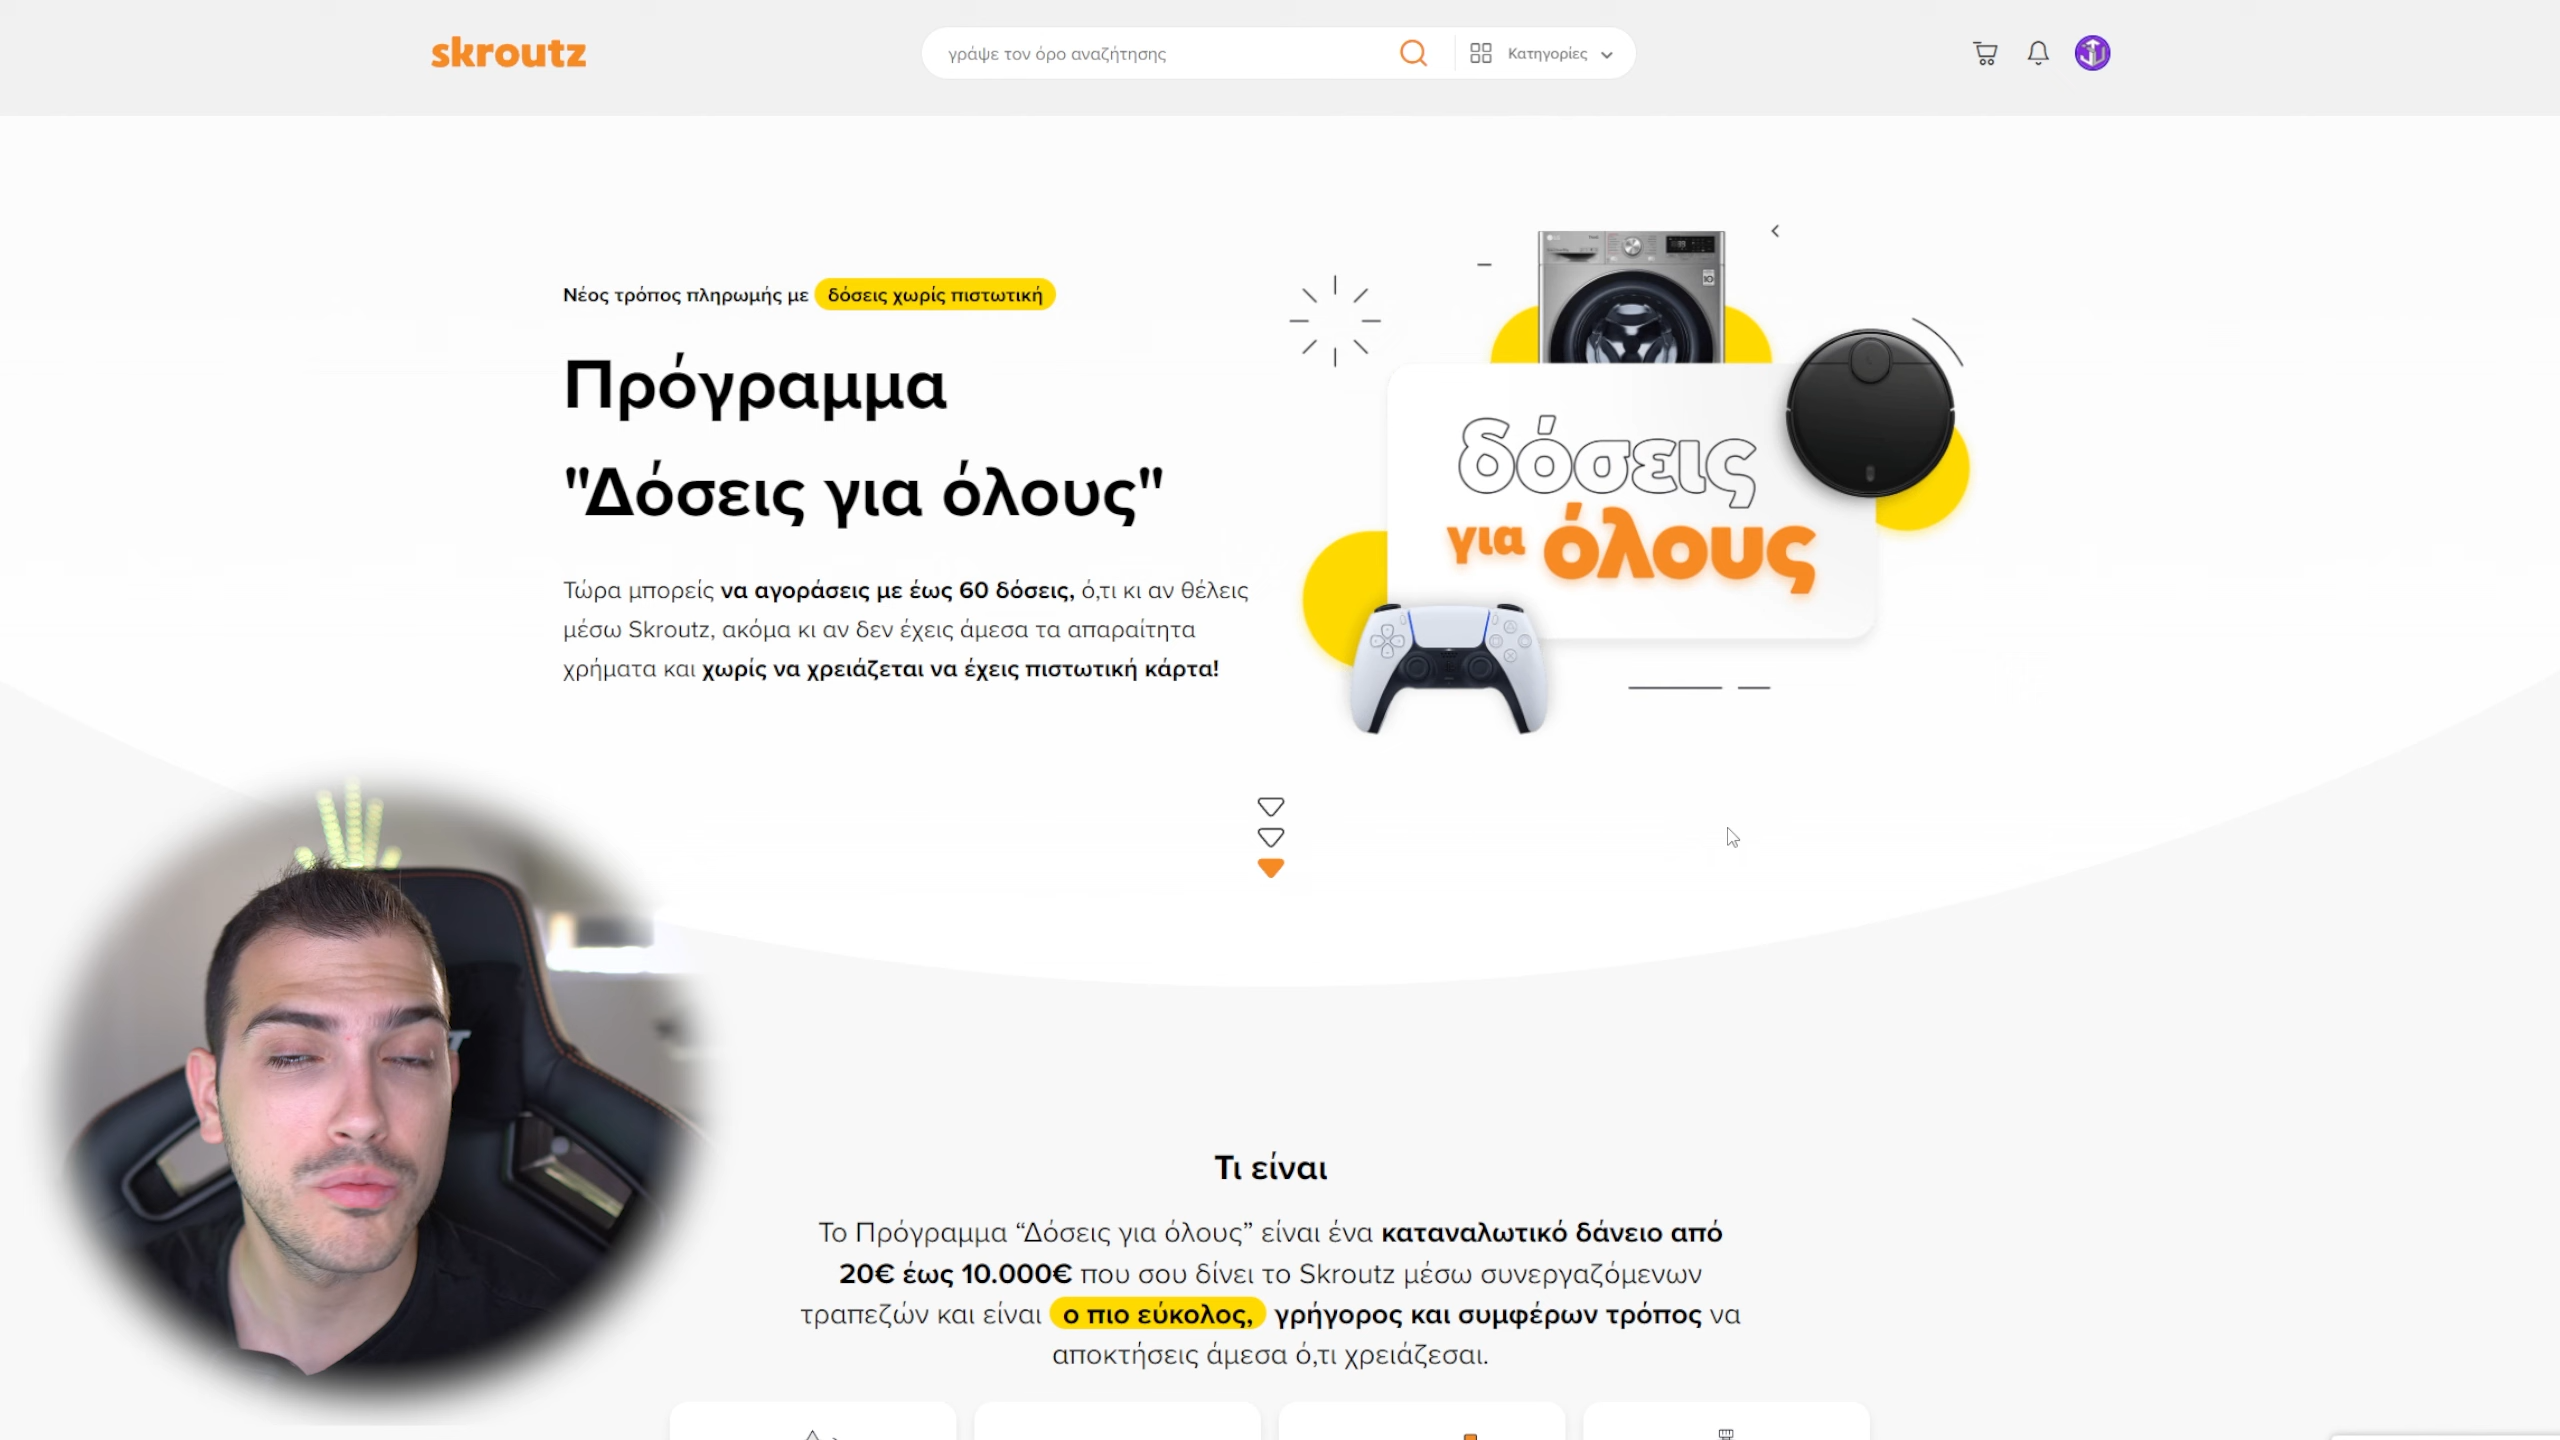 skroutz
γράψε τον όρο αναζήτησης
Κατηγορίες
Νέος τρόπος πληρωμής με δόσεις χωρίς πιστωτική
Πρόγραμμα
"Δόσεις για όλους"
Τώρα μπορείς να αγοράσεις με έως 60 δόσεις, ό,τι κι αν θέλεις
μέσω Skroutz, ακόμα κι αν δεν έχεις άμεσα τα απαραίτητα
χρήματα και χωρίς να χρειάζεται να έχεις πιστωτική κάρτα!
δόσεις
για όλους
Τι είναι
Το Πρόγραμμα “Δόσεις για όλους” είναι ένα καταναλωτικό δάνειο από
20€ έως 10.000€ που σου δίνει το Skroutz μέσω συνεργαζόμενων
τραπεζών και είναι ο πιο εύκολος, γρήγορος και συμφέρων τρόπος να
αποκτήσεις άμεσα ό,τι χρειάζεσαι.